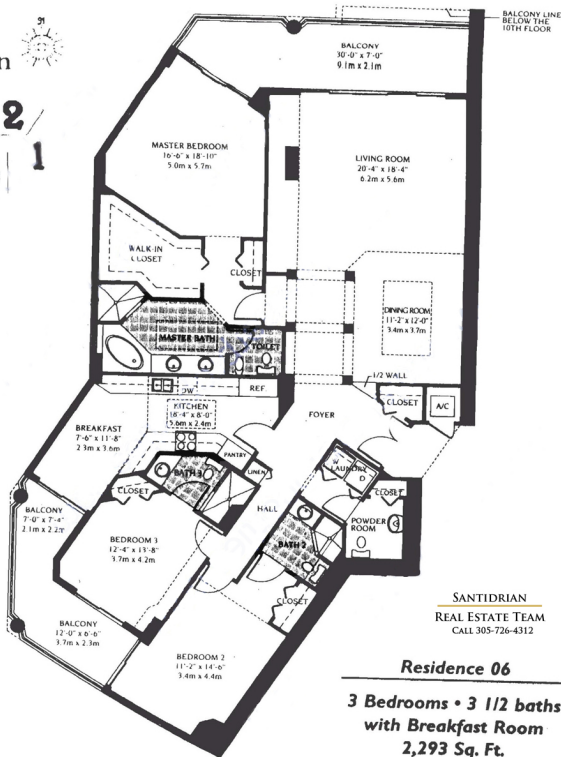 BALCONY LINE
BELOW THE
10TH FLOOR
BALCONY
30'-0" x 7'-0"
9.1m x 2.1m
n
2/
1
MASTER BEDROOM
16'-6" x 18'-10"
5.0m x 5.7m
LIVING ROOM
20'-4" x 18'-4"
6.2m x 5.6m
WALK-IN
CLOSET
CLOSET
DINING ROOM
11'-2" x 12'-0"
3.4m x 3.7m
MASTER BATH
TOILET
1/2 WALL
DW
REF.
CLOSET
A/C
KITCHEN
18'-4" x 8'-0"
5.6m x 2.4m
FOYER
BREAKFAST
7'-6" x 11'-8"
2.3m x 3.6m
PANTRY
LINEN
BATH 3
W
LAUNDRY
D
CLOSET
CLOSET
BALCONY
7'-0" x 7'-4"
2.1m x 2.2m
HALL
POWDER
ROOM
BEDROOM 3
12'-4" x 13'-8"
3.7m x 4.2m
BATH 2
CLOSET
BALCONY
12'-0" x 6'-6"
3.7m x 2.3m
BEDROOM 2
11'-2" x 14'-6"
3.4m x 4.4m
SANTIDRIAN
REAL ESTATE TEAM
CALL 305-726-4312
Residence 06
3 Bedrooms • 3 1/2 baths
with Breakfast Room
2,293 Sq. Ft.